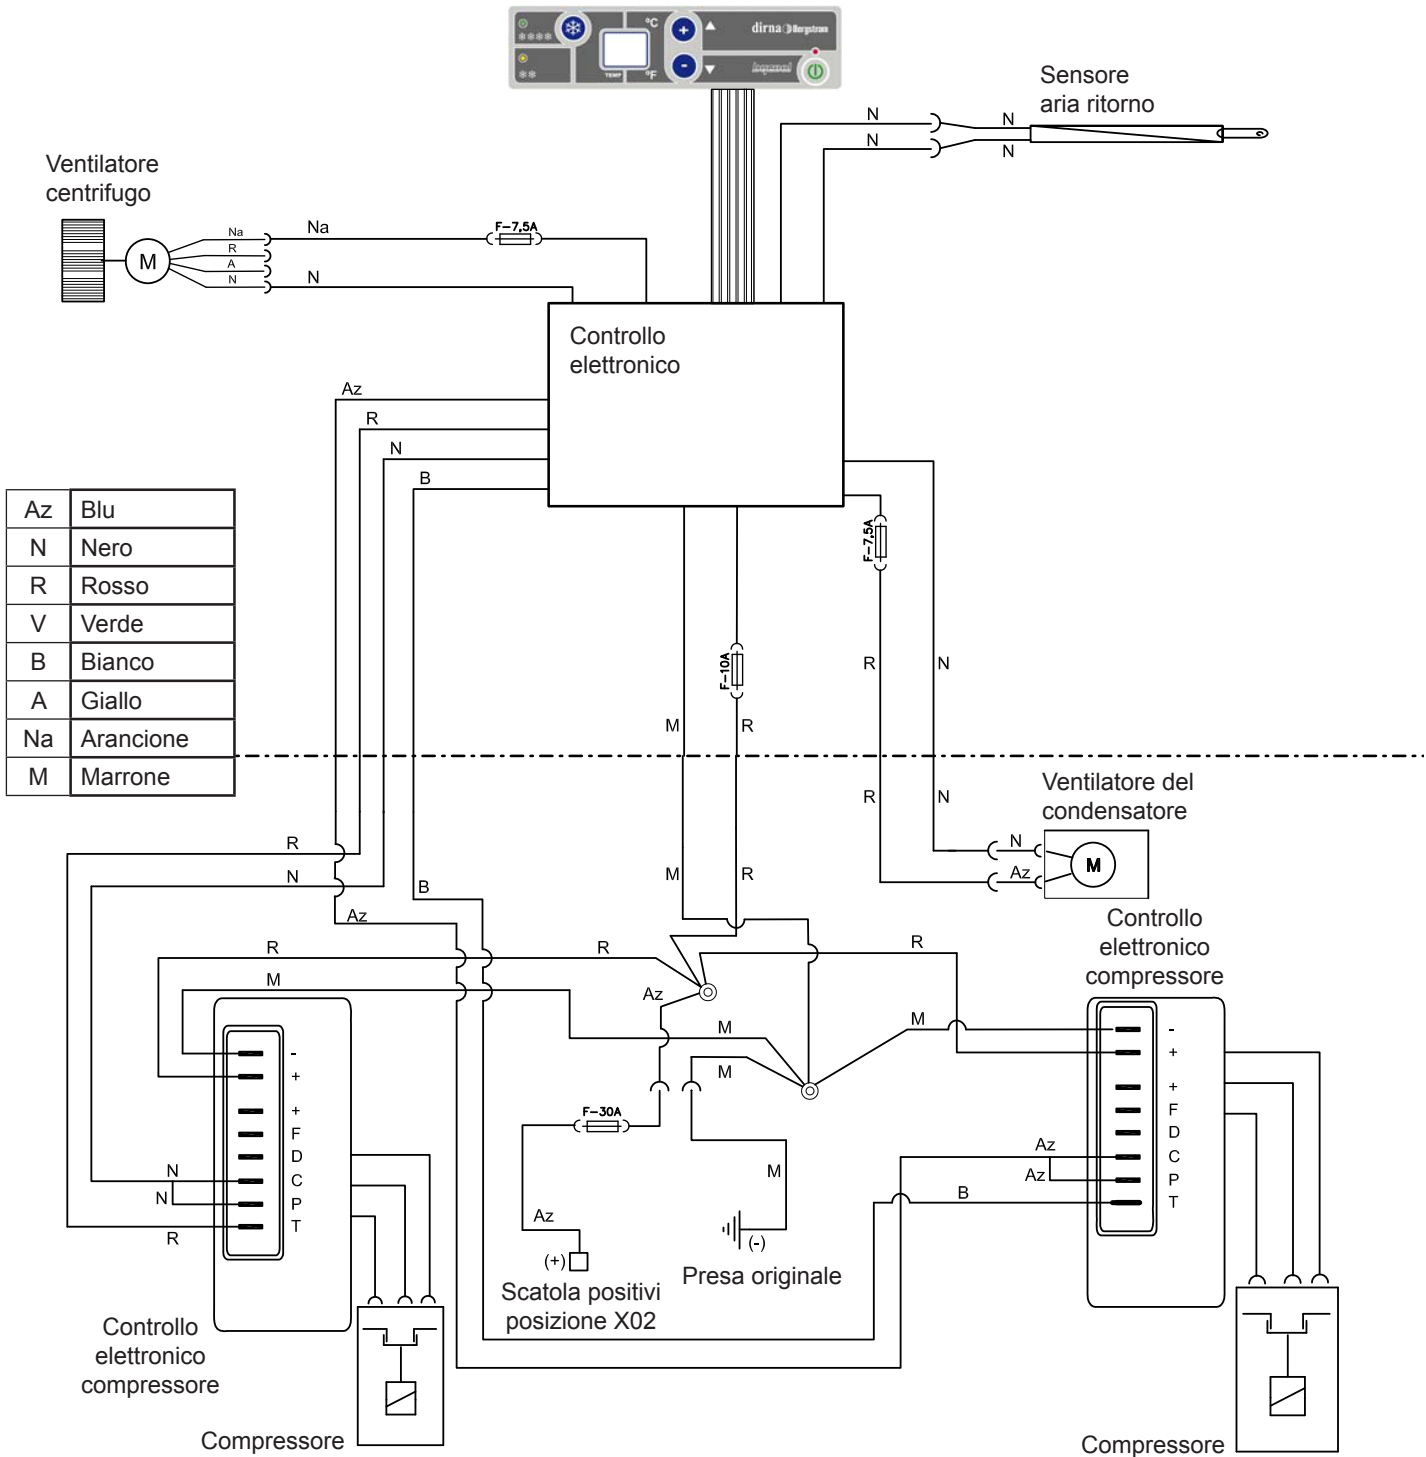 °C
dirna Bergstrom
TEMP
°F
Sensore
aria ritorno
N
N
N
N
Ventilatore
centrifugo
M
Na
R
A
N
Na
N
F-7,5A
Controllo
elettronico
Az
R
N
B
Az Blu
N Nero
R Rosso
V Verde
B Bianco
A Giallo
Na Arancione
M Marrone
F-7,5A
F-10A
R
N
M
R
Ventilatore del
condensatore
R
N
N
Az
M
R
N
B
Az
M
R
Controllo
elettronico
compressore
R
R
R
M
Az
M
M
M
-
+
+
F
D
C
P
T
N
N
R
F-30A
Az
(+)
Scatola positivi
posizione X02
M
(-)
Presa originale
-
+
+
F
D
C
P
T
Az
Az
B
Controllo
elettronico
compressore
Compressore
Compressore